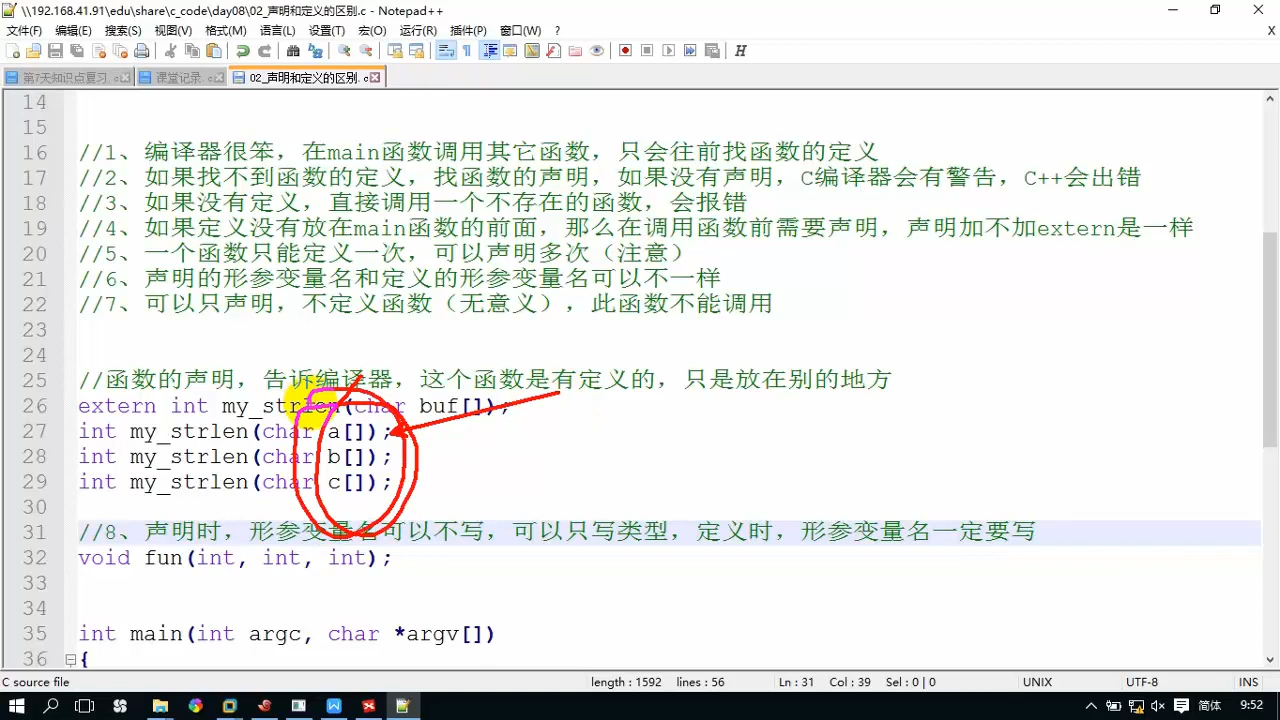 \\192.168.41.91\edu\share\c_code\day08\02_声明和定义的区别.c - Notepad++
文件(F) 编辑(E) 搜索(S) 视图(V) 格式(M) 语言(L) 设置(T) 宏(O) 运行(R) 插件(P) 窗口(W) ? X
第7天知识点复习.c 课堂记录.c 02_声明和定义的区别.c
14
15
16 //1、编译器很笨，在main函数调用其它函数，只会往前找函数的定义
17 //2、如果找不到函数的定义，找函数的声明，如果没有声明，C编译器会有警告，C++会出错
18 //3、如果没有定义，直接调用一个不存在的函数，会报错
19 //4、如果定义没有放在main函数的前面，那么在调用函数前需要声明，声明加不加extern是一样
20 //5、一个函数只能定义一次，可以声明多次（注意）
21 //6、声明的形参变量名和定义的形参变量名可以不一样
22 //7、可以只声明，不定义函数（无意义），此函数不能调用
23
24
25 //函数的声明，告诉编译器，这个函数是有定义的，只是放在别的地方
26 extern int my_strlen(char buf[]);
27 int my_strlen(char a[]);
28 int my_strlen(char b[]);
29 int my_strlen(char c[]);
30
31 //8、声明时，形参变量名可以不写，可以只写类型，定义时，形参变量名一定要写
32 void fun(int, int, int);
33
34
35 int main(int argc, char *argv[])
36 {
C source file length : 1592 lines : 56 Ln : 31 Col : 39 Sel : 0 | 0 UNIX UTF-8 INS
简体 9:52